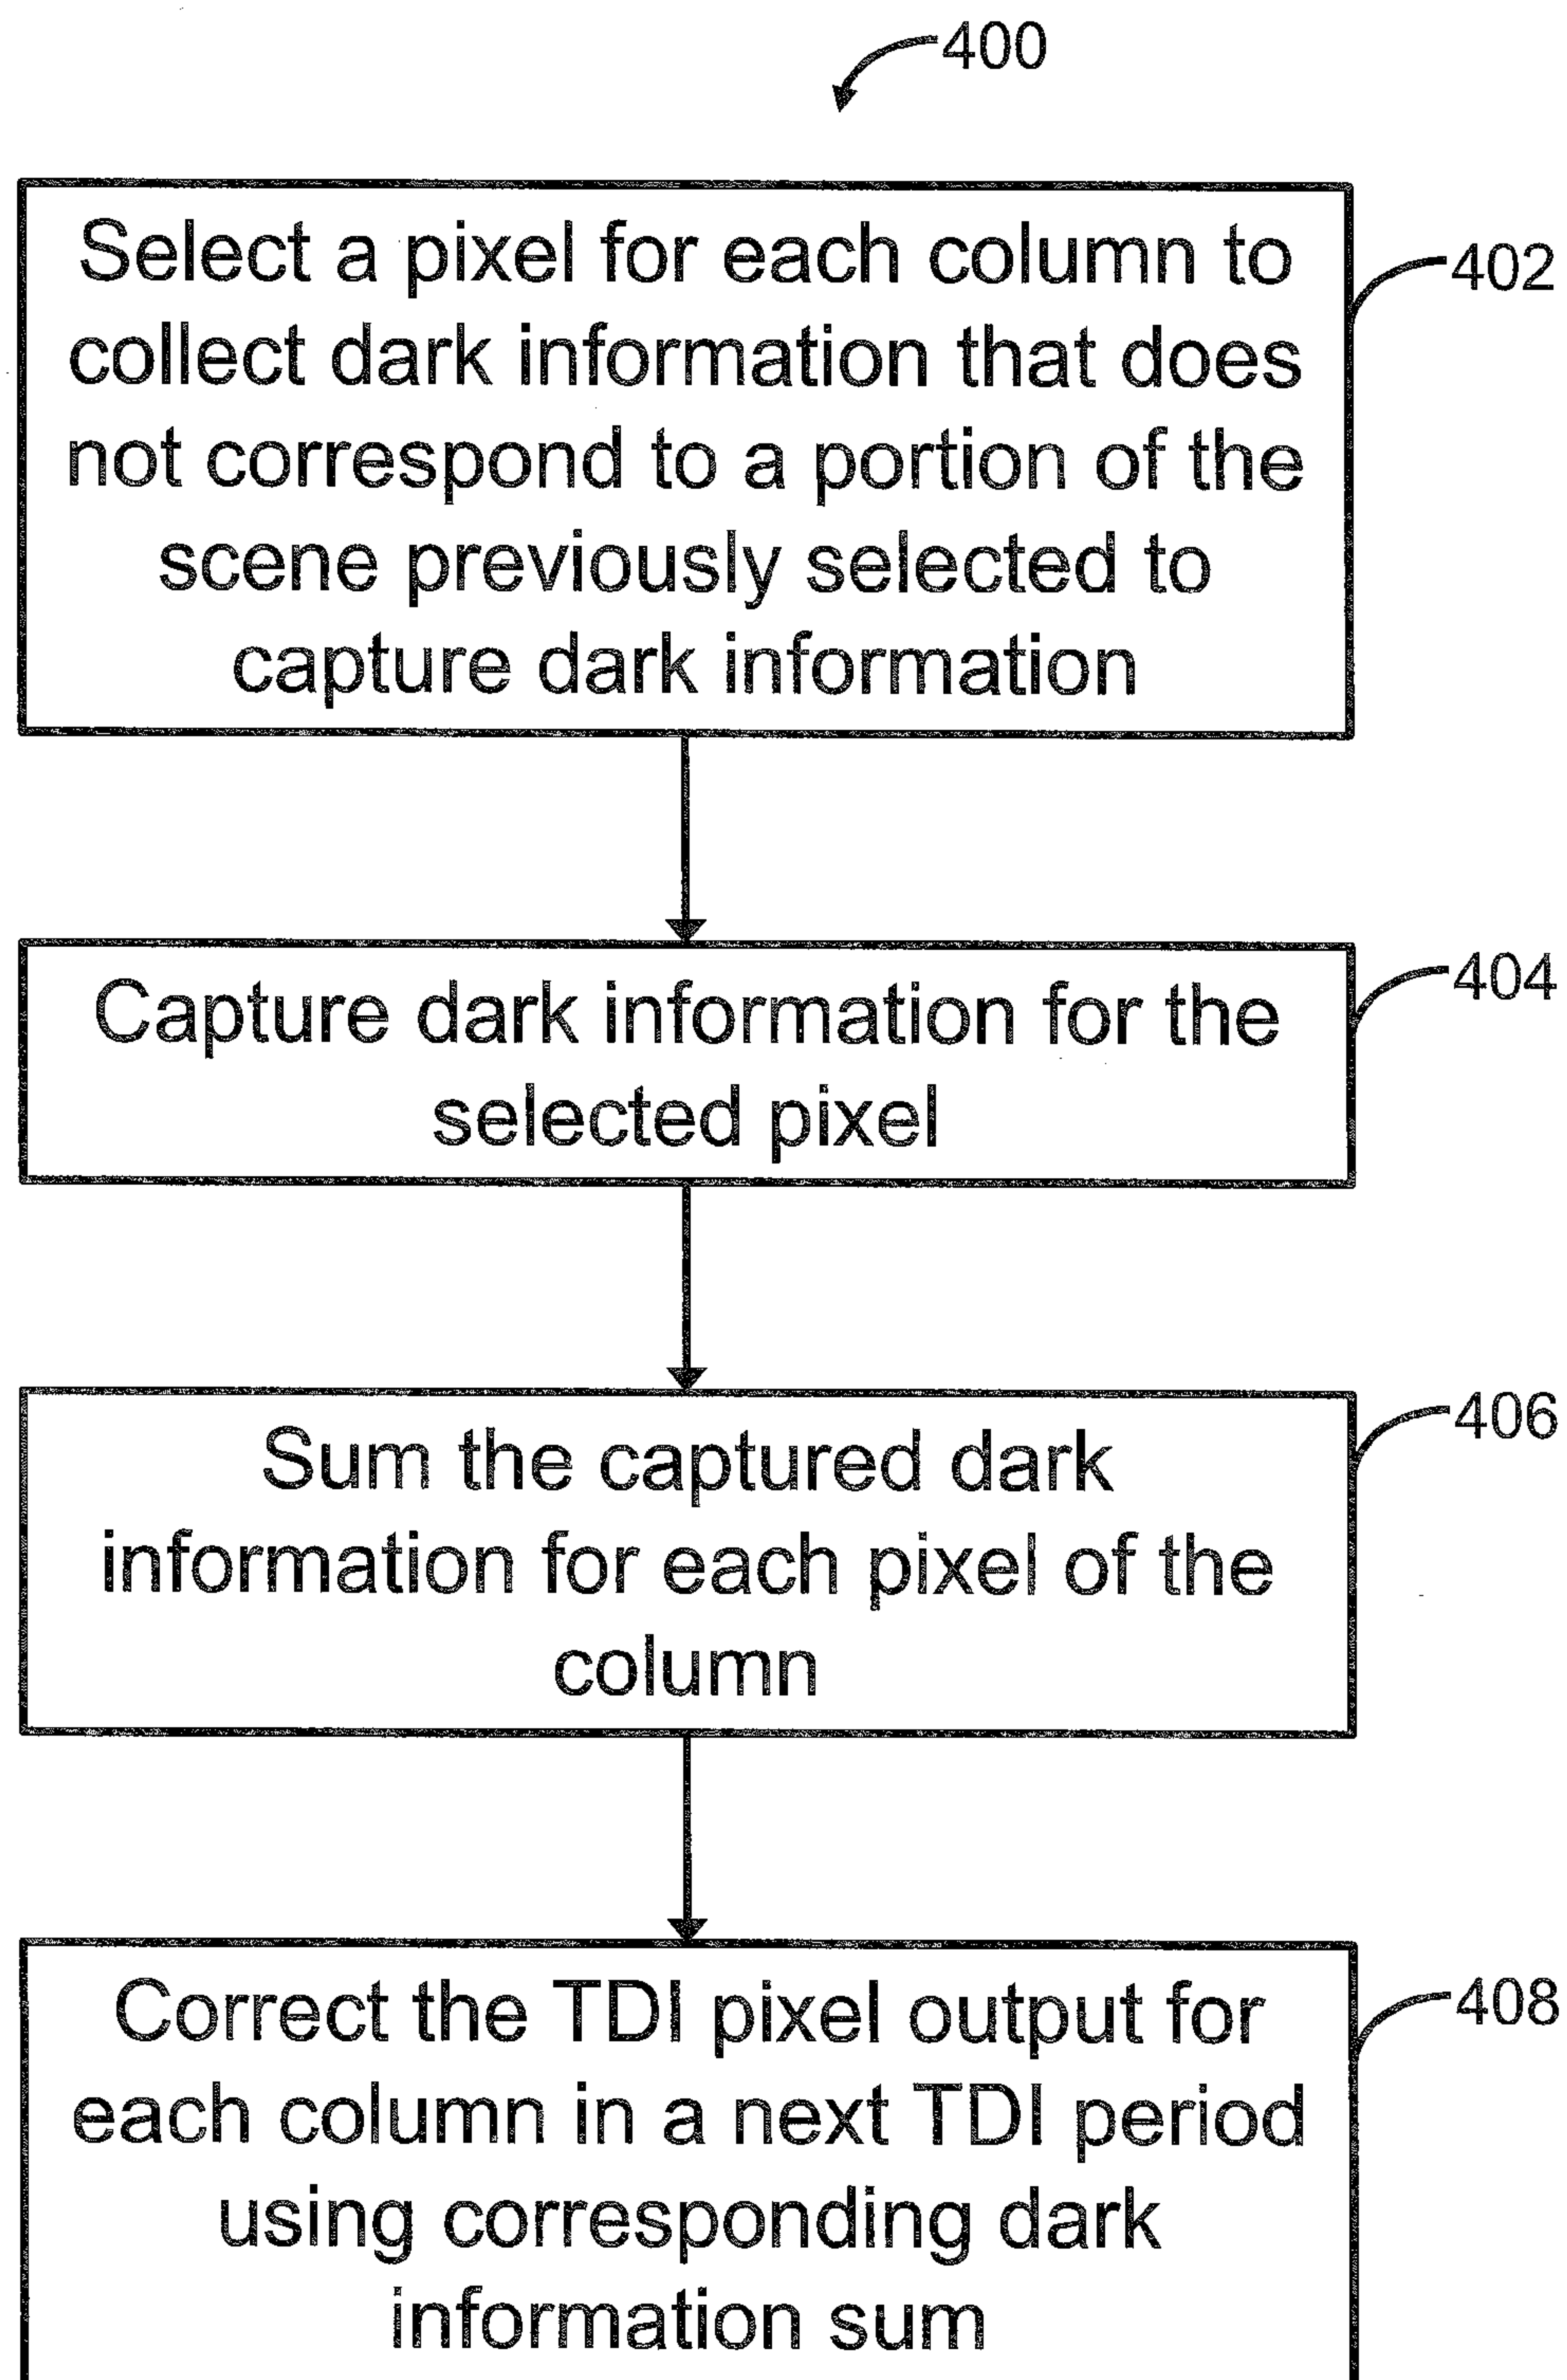 400
Select a pixel for each column to
collect dark information that does
not correspond to a portion of the
scene previously selected to
capture dark information
402
Capture dark information for the
selected pixel
404
Sum the captured dark
information for each pixel of the
column
406
Correct the TDI pixel output for
each column in a next TDI period
using corresponding dark
information sum
408